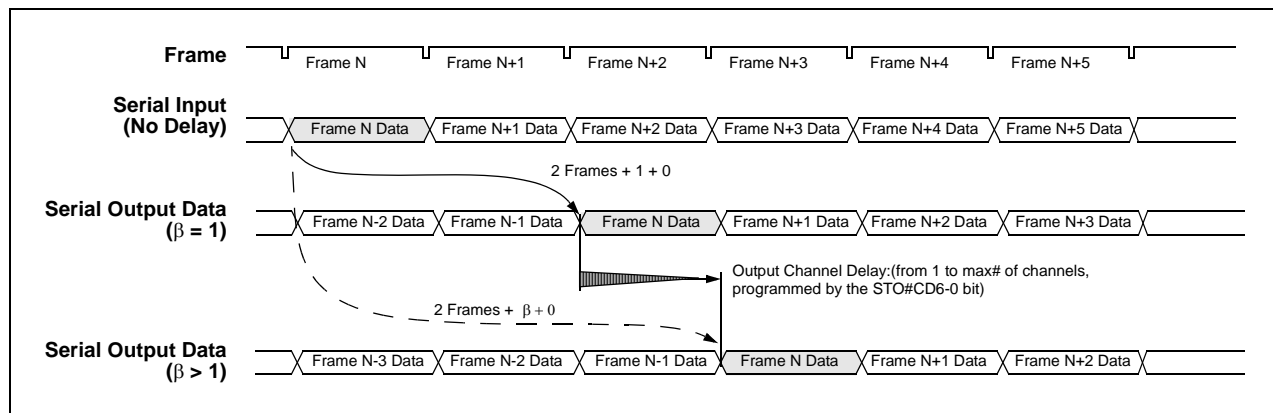 Frame
Frame N Frame N+1 Frame N+2 Frame N+3 Frame N+4 Frame N+5
Serial Input
(No Delay)
Frame N Data Frame N+1 Data Frame N+2 Data Frame N+3 Data Frame N+4 Data Frame N+5 Data
2 Frames + 1 + 0
Serial Output Data
(β = 1)
Frame N-2 Data Frame N-1 Data Frame N Data Frame N+1 Data Frame N+2 Data Frame N+3 Data
Output Channel Delay:(from 1 to max# of channels,
programmed by the STO#CD6-0 bit)
2 Frames + β + 0
Serial Output Data
(β > 1)
Frame N-3 Data Frame N-2 Data Frame N-1 Data Frame N Data Frame N+1 Data Frame N+2 Data